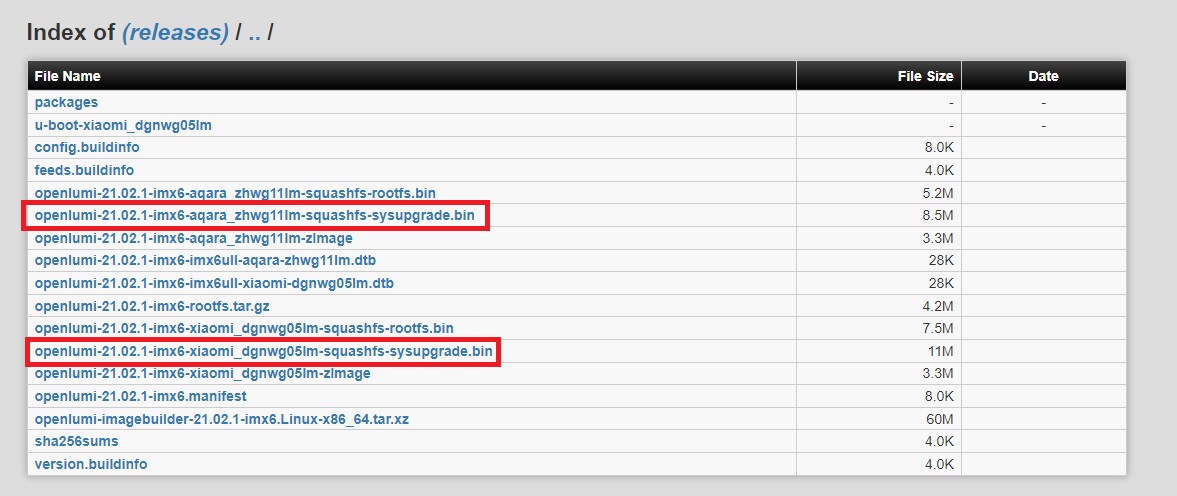 Index of (releases) / .. /
File Name File Size Date
packages - -
u-boot-xiaomi_dgnwg05lm - -
config.buildinfo 8.0K
feeds.buildinfo 4.0K
openlumi-21.02.1-imx6-aqara_zhwg11lm-squashfs-rootfs.bin 5.2M
openlumi-21.02.1-imx6-aqara_zhwg11lm-squashfs-sysupgrade.bin 8.5M
openlumi-21.02.1-imx6-aqara_zhwg11lm-zImage 3.3M
openlumi-21.02.1-imx6-imx6ull-aqara-zhwg11lm.dtb 28K
openlumi-21.02.1-imx6-imx6ull-xiaomi-dgnwg05lm.dtb 28K
openlumi-21.02.1-imx6-rootfs.tar.gz 4.2M
openlumi-21.02.1-imx6-xiaomi_dgnwg05lm-squashfs-rootfs.bin 7.5M
openlumi-21.02.1-imx6-xiaomi_dgnwg05lm-squashfs-sysupgrade.bin 11M
openlumi-21.02.1-imx6-xiaomi_dgnwg05lm-zImage 3.3M
openlumi-21.02.1-imx6.manifest 8.0K
openlumi-imagebuilder-21.02.1-imx6.Linux-x86_64.tar.xz 60M
sha256sums 4.0K
version.buildinfo 4.0K